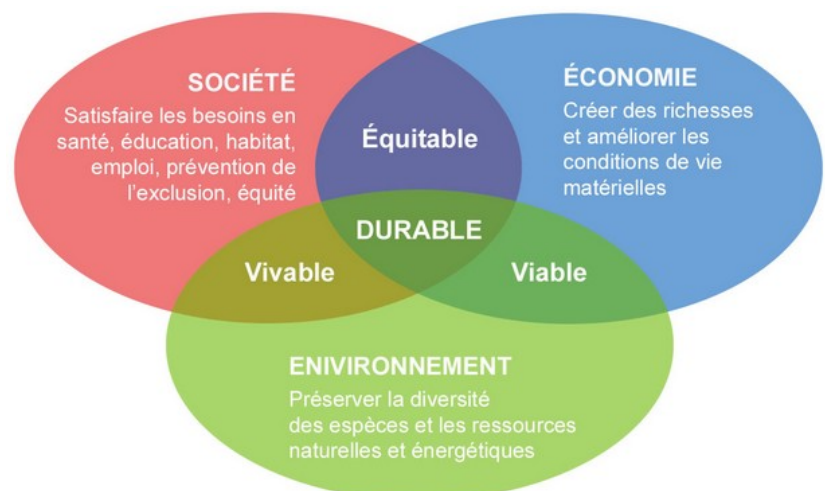 SOCIÉTÉ
Satisfaire les besoins en
santé, éducation, habitat,
emploi, prévention de
l'exclusion, équité
Équitable
ÉCONOMIE
Créer des richesses
et améliorer les
conditions de vie
matérielles
DURABLE
Vivable
Viable
ENIVIRONNEMENT
Préserver la diversité
des espèces et les ressources
naturelles et énergétiques